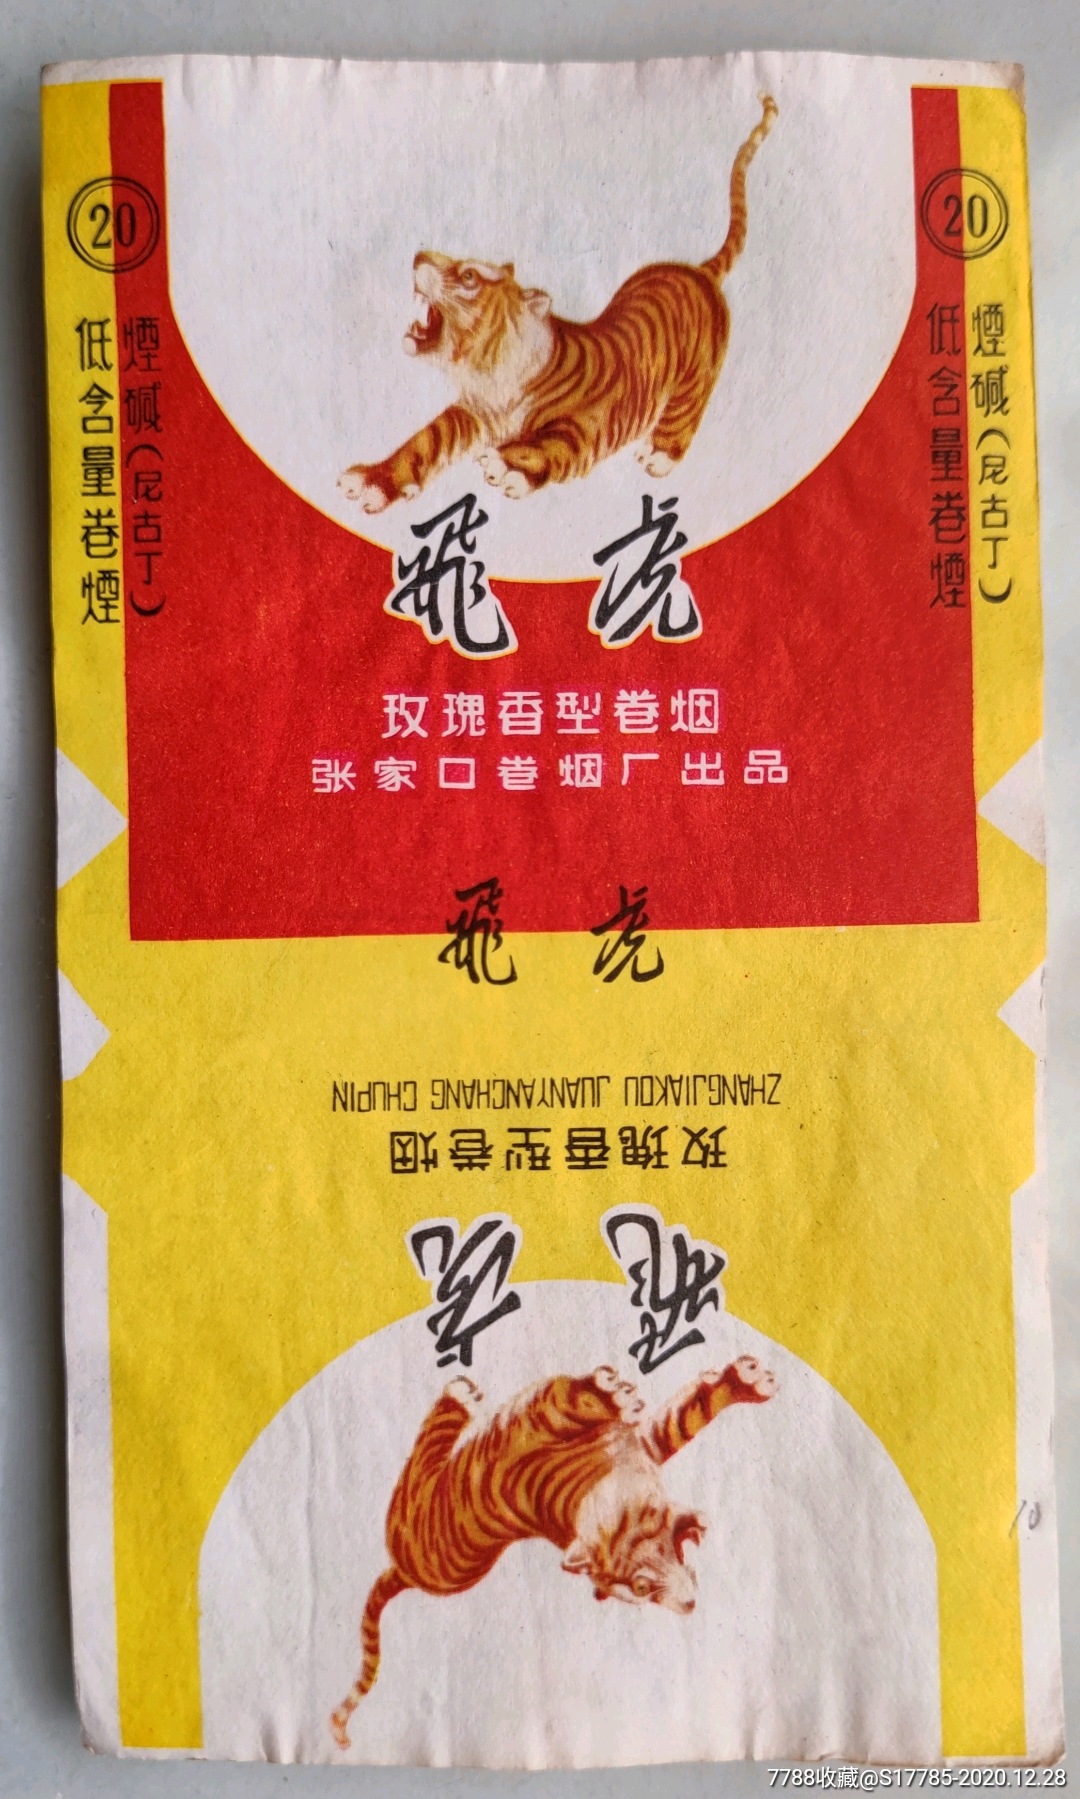 20
低含量卷煙
煙碱(尼古丁)
20
低含量卷煙
煙碱(尼古丁)
飛虎
玫瑰香型卷烟
张家口卷烟厂出品
飛虎
ZHANGJIAKOU JUANYANCHANG CHUPIN
玫瑰香型卷烟
飛虎
10
7788收藏@S17785-2020.12.28